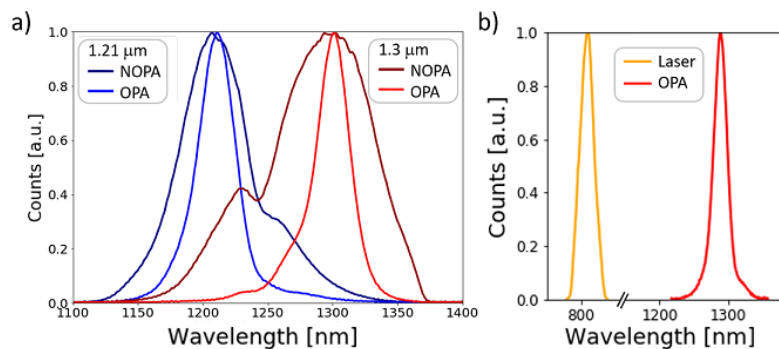 a)
1.21 μm
NOPA
OPA
1.3 μm
NOPA
OPA
Counts [a.u.]
1.0
0.8
0.6
0.4
0.2
0.0
1100
1200
1250
1300
1350
1400
Wavelength [nm]
b)
Laser
OPA
Counts [a.u.]
1.0
0.8
0.6
0.4
0.2
0.0
800
1200
1300
Wavelength [nm]